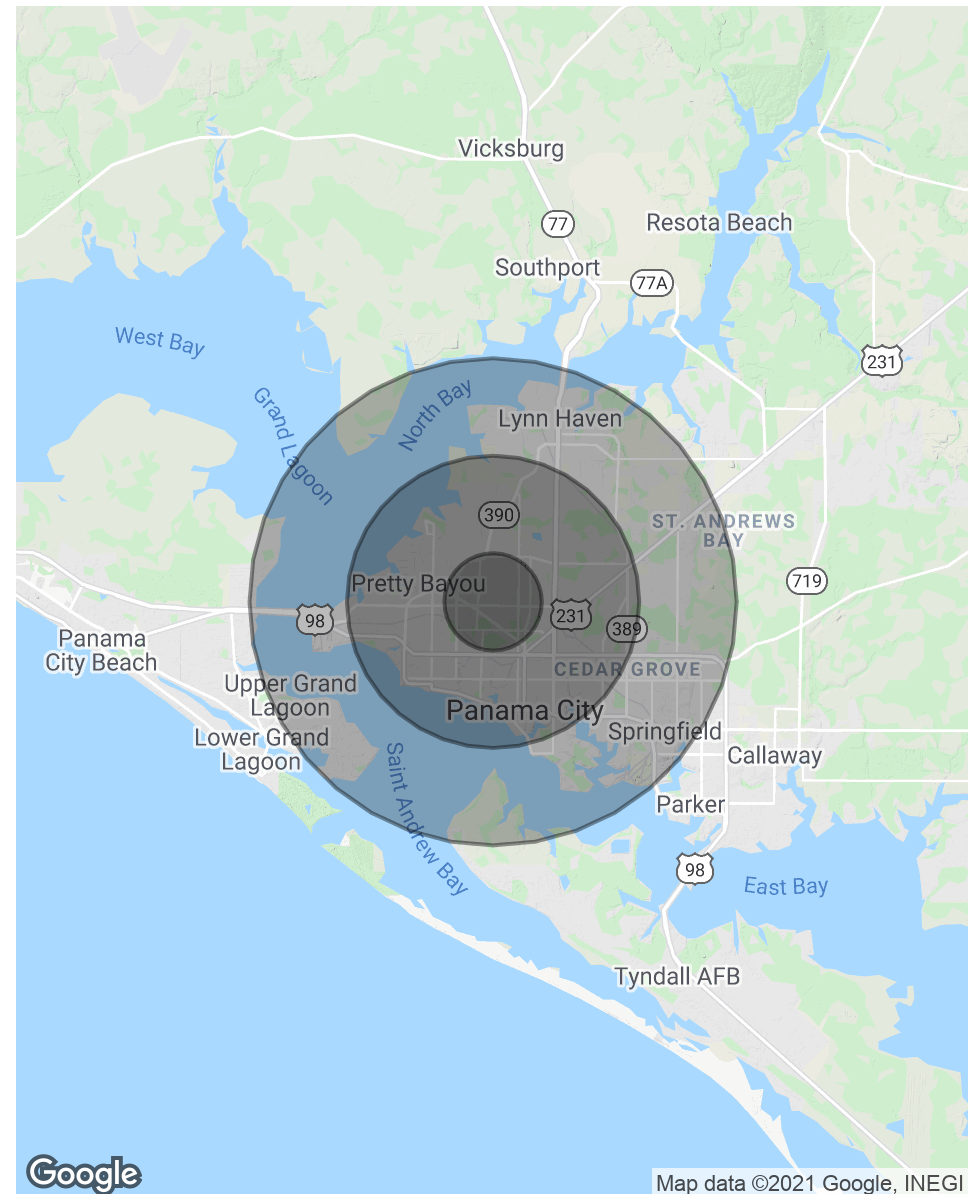 Vicksburg
77
Resota Beach
Southport
77A
West Bay
231
Grand Lagoon
North Bay
Lynn Haven
390
ST. ANDREWS
BAY
Pretty Bayou
719
98
231
389
Panama
City Beach
CEDAR GROVE
Upper Grand
Lagoon
Panama City
Lower Grand
Lagoon
Springfield
Callaway
Saint Andrew Bay
Parker
98
East Bay
Tyndall AFB
Google
Map data ©2021 Google, INEGI